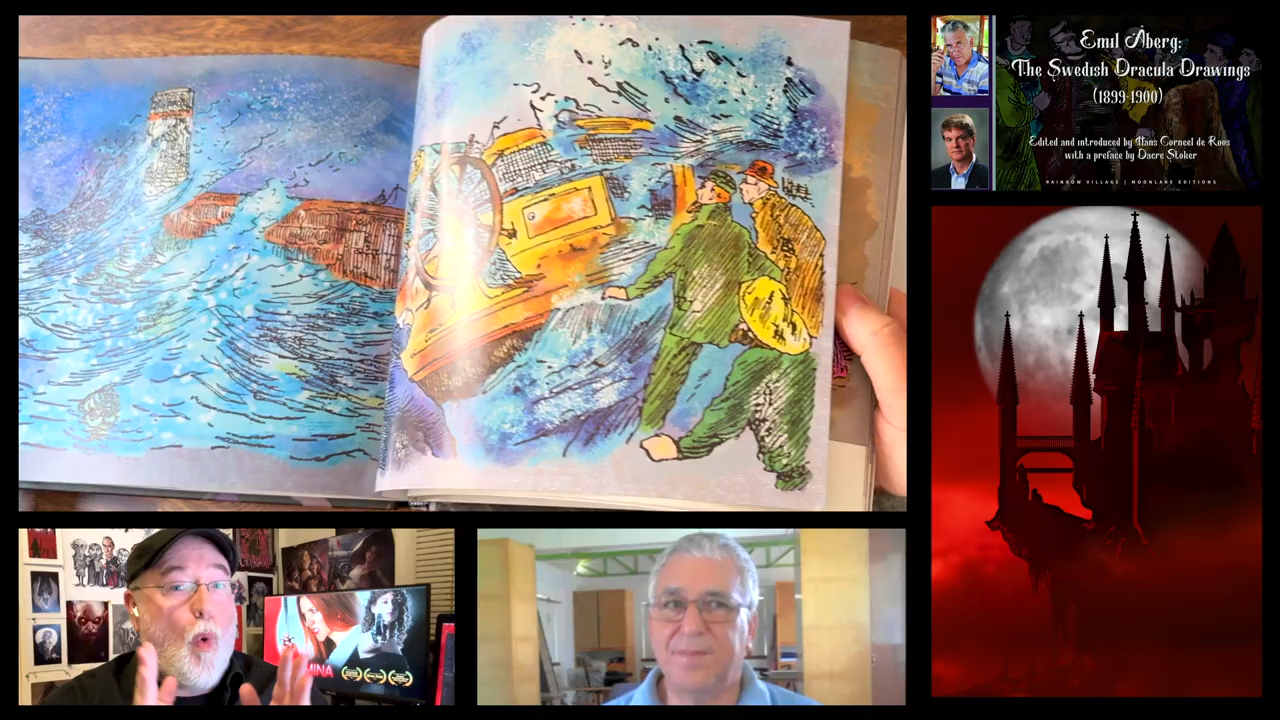 Emil Åberg:
The Swedish Dracula Drawings
(1899-1900)
Edited and introduced by Hans Corneel de Roos
with a preface by Dacre Stoker
RAINBOW VILLAGE | MOONLAKE EDITIONS
MINA